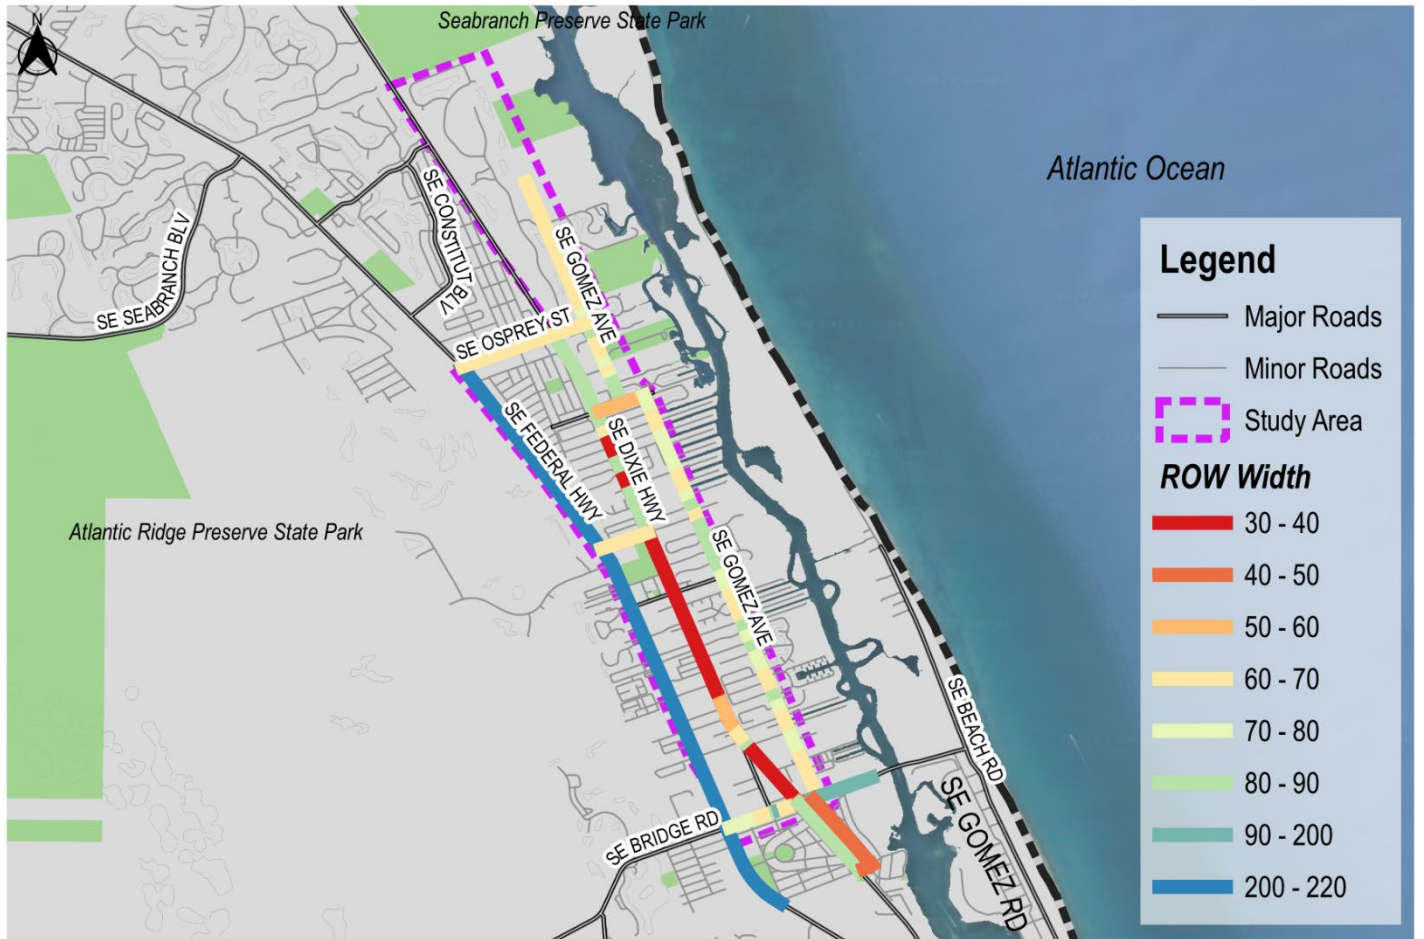 N
Seabranch Preserve State Park
Atlantic Ocean
SE CONSTITUT BLV
SE SEABRANCH BLV
SE GOMEZ AVE
SE OSPREY ST
SE FEDERAL HWY
SE DIXIE HWY
Atlantic Ridge Preserve State Park
SE GOMEZ AVE
SE BEACH RD
SE BRIDGE RD
SE GOMEZ RD
Legend
Major Roads
Minor Roads
Study Area
ROW Width
30 - 40
40 - 50
50 - 60
60 - 70
70 - 80
80 - 90
90 - 200
200 - 220